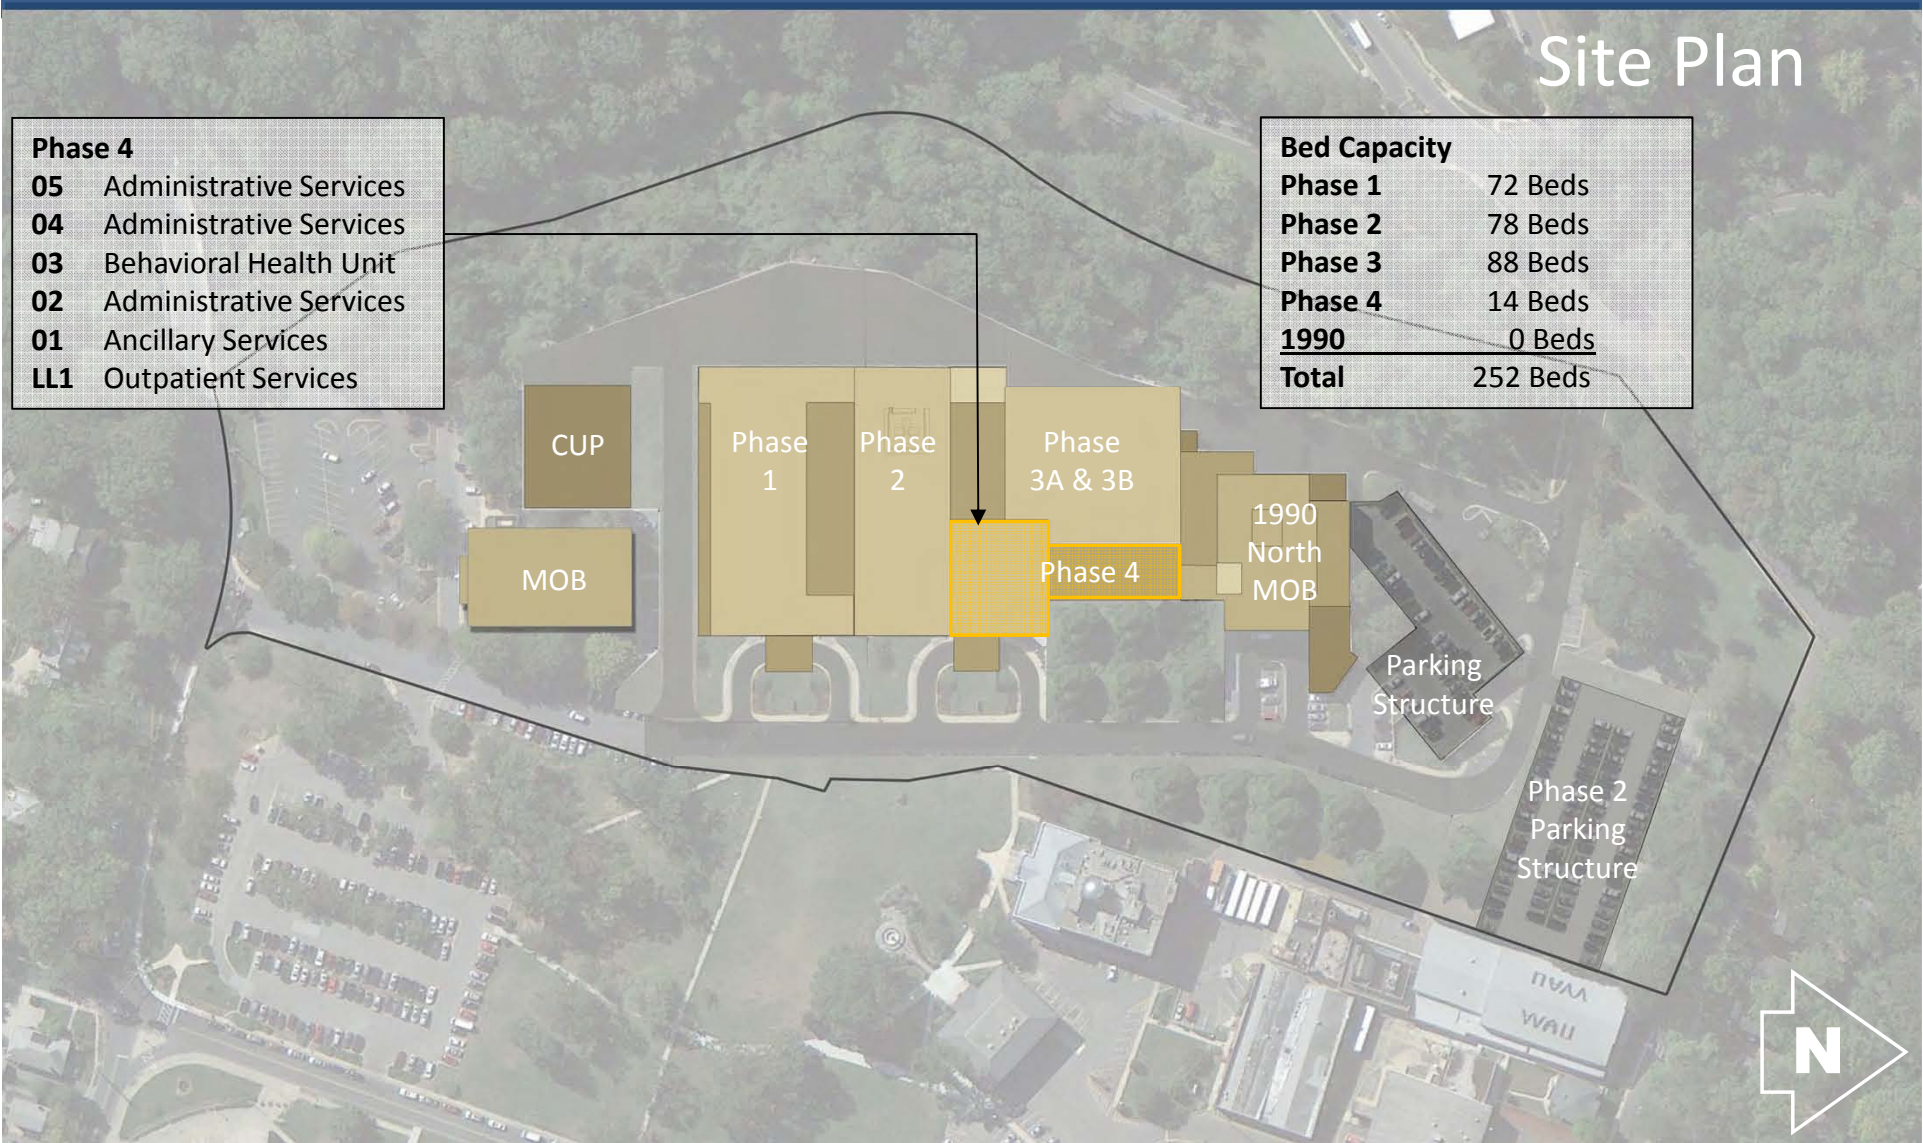 Site Plan
Phase 4
05 Administrative Services
04 Administrative Services
03 Behavioral Health Unit
02 Administrative Services
01 Ancillary Services
LL1 Outpatient Services
Bed Capacity
Phase 1 72 Beds
Phase 2 78 Beds
Phase 3 88 Beds
Phase 4 14 Beds
1990 0 Beds
Total 252 Beds
CUP
MOB
Phase
1
Phase
2
Phase
3A & 3B
Phase 4
1990
North
MOB
Parking
Structure
Phase 2
Parking
Structure
N